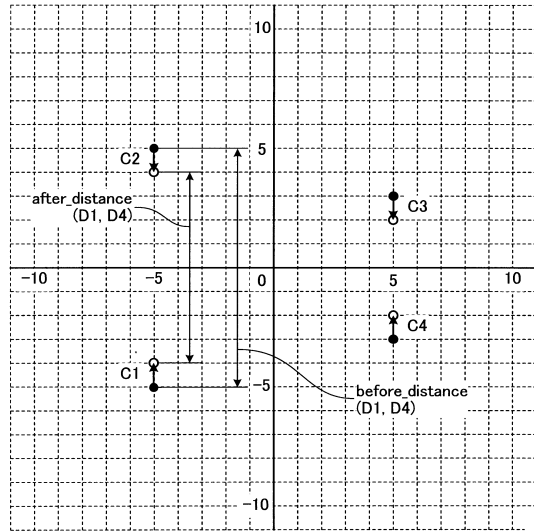 10
5
C2
after_distance
(D1, D4)
C3
-10
-5
0
5
10
C4
C1
-5
before_distance
(D1, D4)
-10